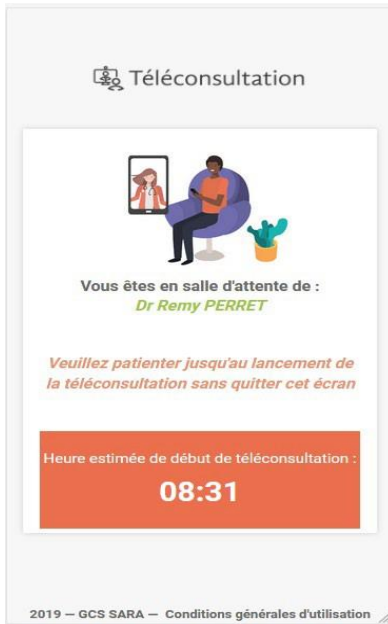 Téléconsultation
Vous êtes en salle d'attente de :
Dr Remy PERRET
Veuillez patienter jusqu'au lancement de
la téléconsultation sans quitter cet écran
Heure estimée de début de téléconsultation :
08:31
2019 — GCS SARA — Conditions générales d'utilisation